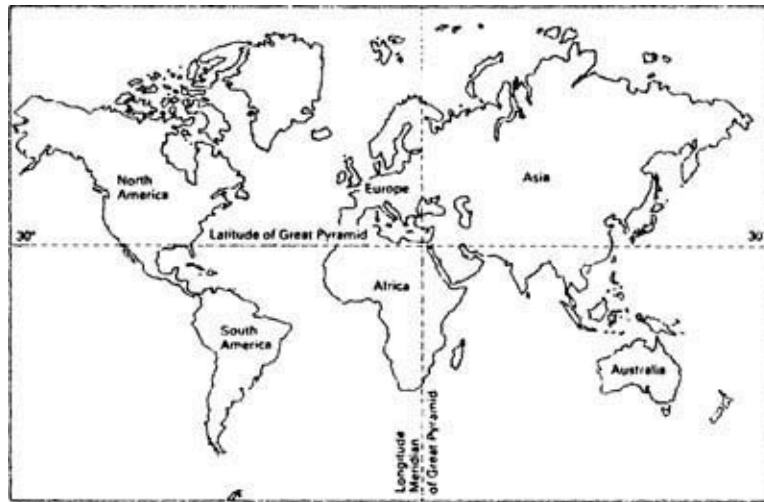 North
America
Europe
Asia
30°
Latitude of Great Pyramid
30°
Africa
South
America
Australia
Longitude
Meridian
of Great Pyramid